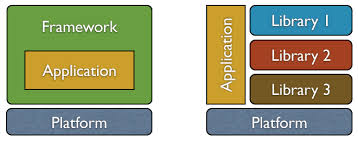 Framework
Application
Platform
Application
Library 1
Library 2
Library 3
Platform